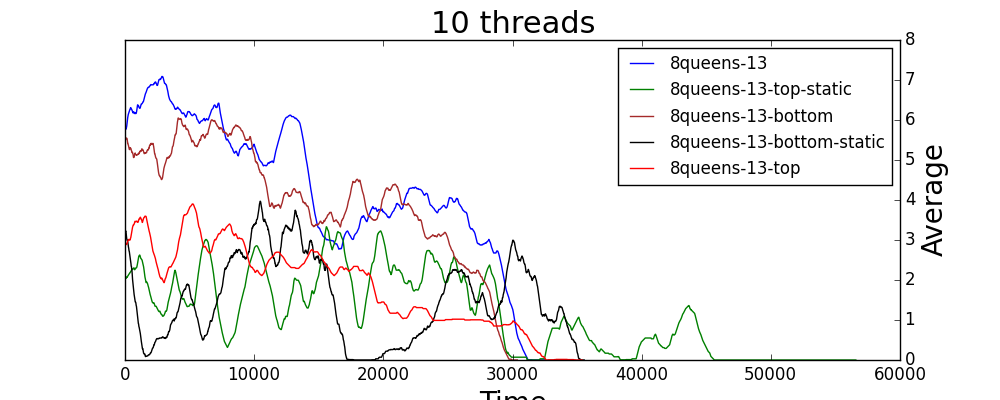 10 threads
8
7
6
5
4
3
2
1
0
Average
8queens-13
8queens-13-top-static
8queens-13-bottom
8queens-13-bottom-static
8queens-13-top
0 10000 20000 30000 40000 50000 60000
Time